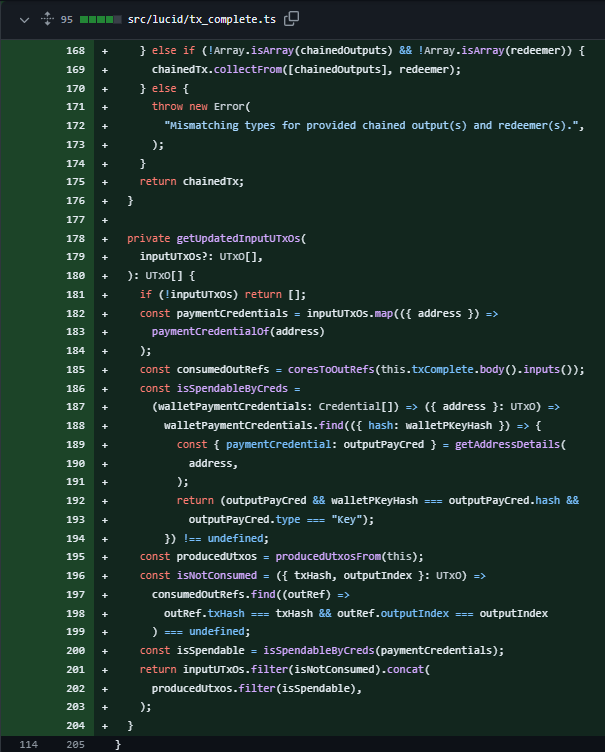 95 src/lucid/tx_complete.ts
168 + } else if (!Array.isArray(chainedOutputs) && !Array.isArray(redeemer)) {
169 + chainedTx.collectFrom([chainedOutputs], redeemer);
170 + } else {
171 + throw new Error(
172 + "Mismatching types for provided chained output(s) and redeemer(s).",
173 + );
174 + }
175 + return chainedTx;
176 + }
177 +
178 + private getUpdatedInputUTxOs(
179 + inputUTxOs?: UTxO[],
180 + ): UTxO[] {
181 + if (!inputUTxOs) return [];
182 + const paymentCredentials = inputUTxOs.map(({ address }) =>
183 + paymentCredentialOf(address)
184 + );
185 + const consumedOutRefs = coresToOutRefs(this.txComplete.body().inputs());
186 + const isSpendableByCreds =
187 + (walletPaymentCredentials: Credential[]) => ({ address }: UTxO) =>
188 + walletPaymentCredentials.find(({ hash: walletPKeyHash }) => {
189 + const { paymentCredential: outputPayCred } = getAddressDetails(
190 + address,
191 + );
192 + return (outputPayCred && walletPKeyHash === outputPayCred.hash &&
193 + outputPayCred.type === "Key");
194 + }) !== undefined;
195 + const producedUtxos = producedUtxosFrom(this);
196 + const isNotConsumed = ({ txHash, outputIndex }: UTxO) =>
197 + consumedOutRefs.find((outRef) =>
198 + outRef.txHash === txHash && outRef.outputIndex === outputIndex
199 + ) === undefined;
200 + const isSpendable = isSpendableByCreds(paymentCredentials);
201 + return inputUTxOs.filter(isNotConsumed).concat(
202 + producedUtxos.filter(isSpendable),
203 + );
204 + }
114 205 }